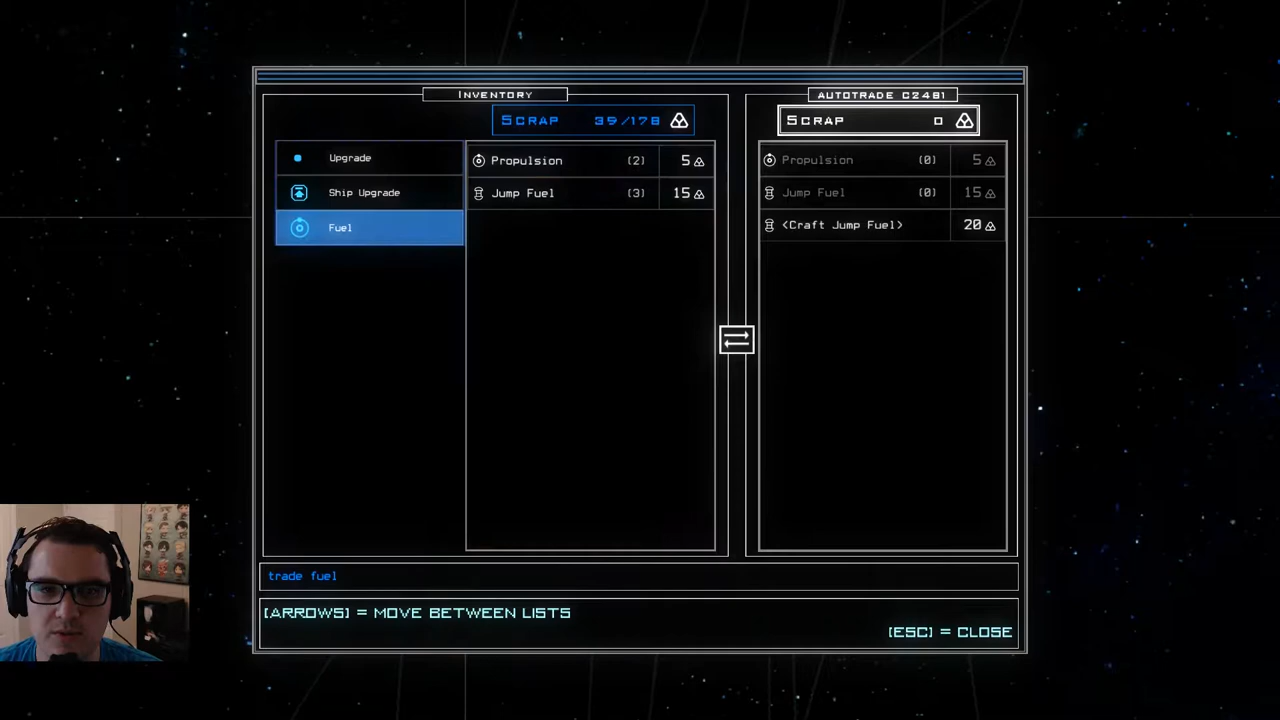 INVENTORY
SCRAP 39/178
Upgrade
Ship Upgrade
Fuel
Propulsion (2) 5
Jump Fuel (3) 15
AUTOTRADE C2481
SCRAP 0
Propulsion (0) 5
Jump Fuel (0) 15
<Craft Jump Fuel> 20
trade fuel
[ARROWS] = MOVE BETWEEN LISTS
[ESC] = CLOSE